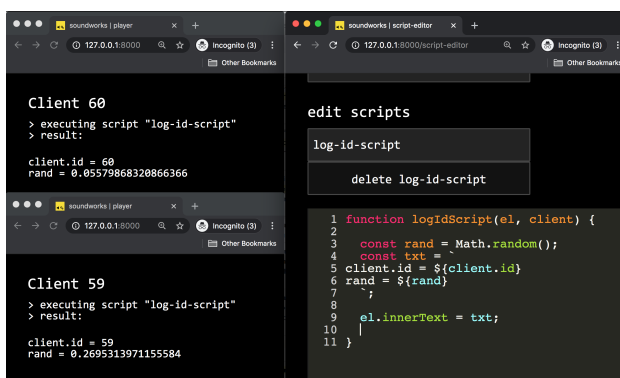 soundworks | player
127.0.0.1:8000
Incognito (3)
Other Bookmarks
Client 60
> executing script "log-id-script"
> result:
client.id = 60
rand = 0.05579868320866366
soundworks | player
127.0.0.1:8000
Incognito (3)
Other Bookmarks
Client 59
> executing script "log-id-script"
> result:
client.id = 59
rand = 0.2695313971155584
soundworks | script-editor
127.0.0.1:8000/script-editor
Incognito (3)
Other Bookmarks
edit scripts
log-id-script
delete log-id-script
1 function logIdScript(el, client) {
2
3   const rand = Math.random();
4   const txt = `
5 client.id = ${client.id}
6 rand = ${rand}
7   `;
8
9   el.innerText = txt;
10
11 }